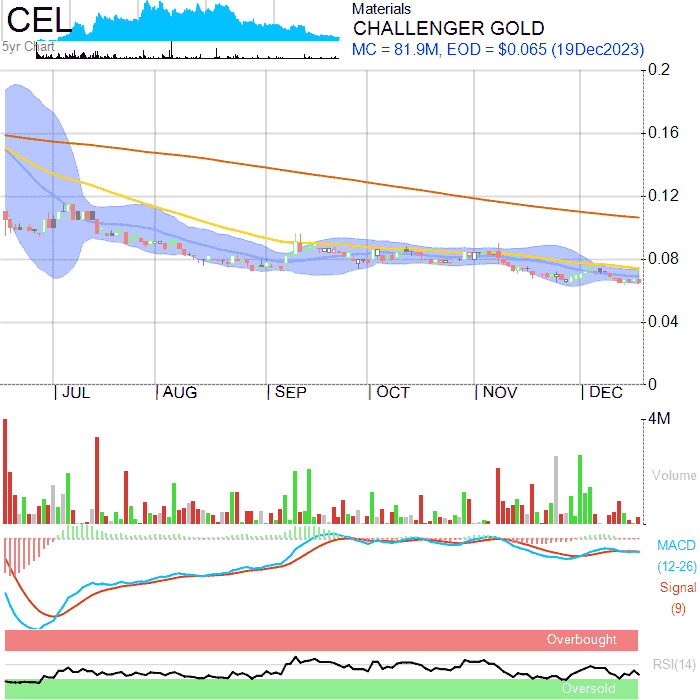 CEL
5yr Chart
Materials
CHALLENGER GOLD
MC = 81.9M, EOD = $0.065 (19Dec2023)
0.2
0.16
0.12
0.08
0.04
0
JUL AUG SEP OCT NOV DEC
4M
Volume
MACD
(12-26)
Signal
(9)
Overbought
RSI(14)
Oversold